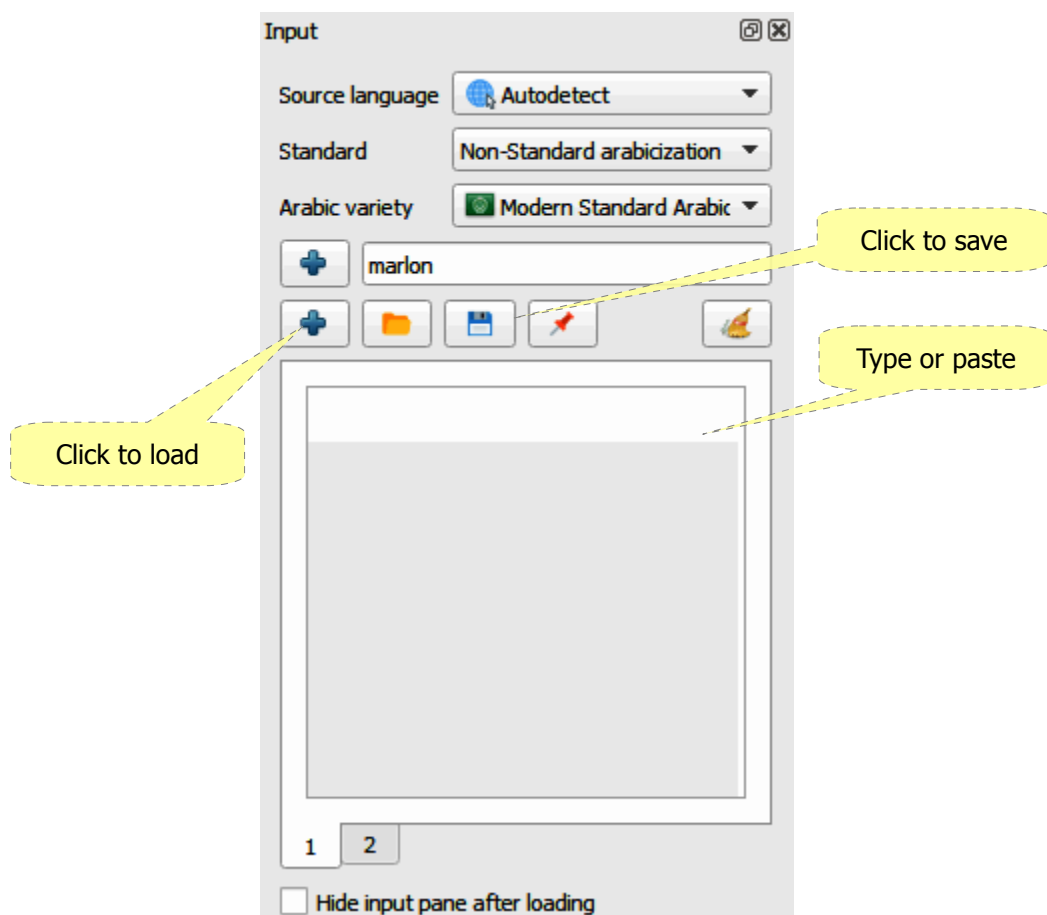 Input
Source language
Autodetect
Standard
Non-Standard arabicization
Arabic variety
Modern Standard Arabic
Click to save
marlon
Type or paste
Click to load
1
2
Hide input pane after loading